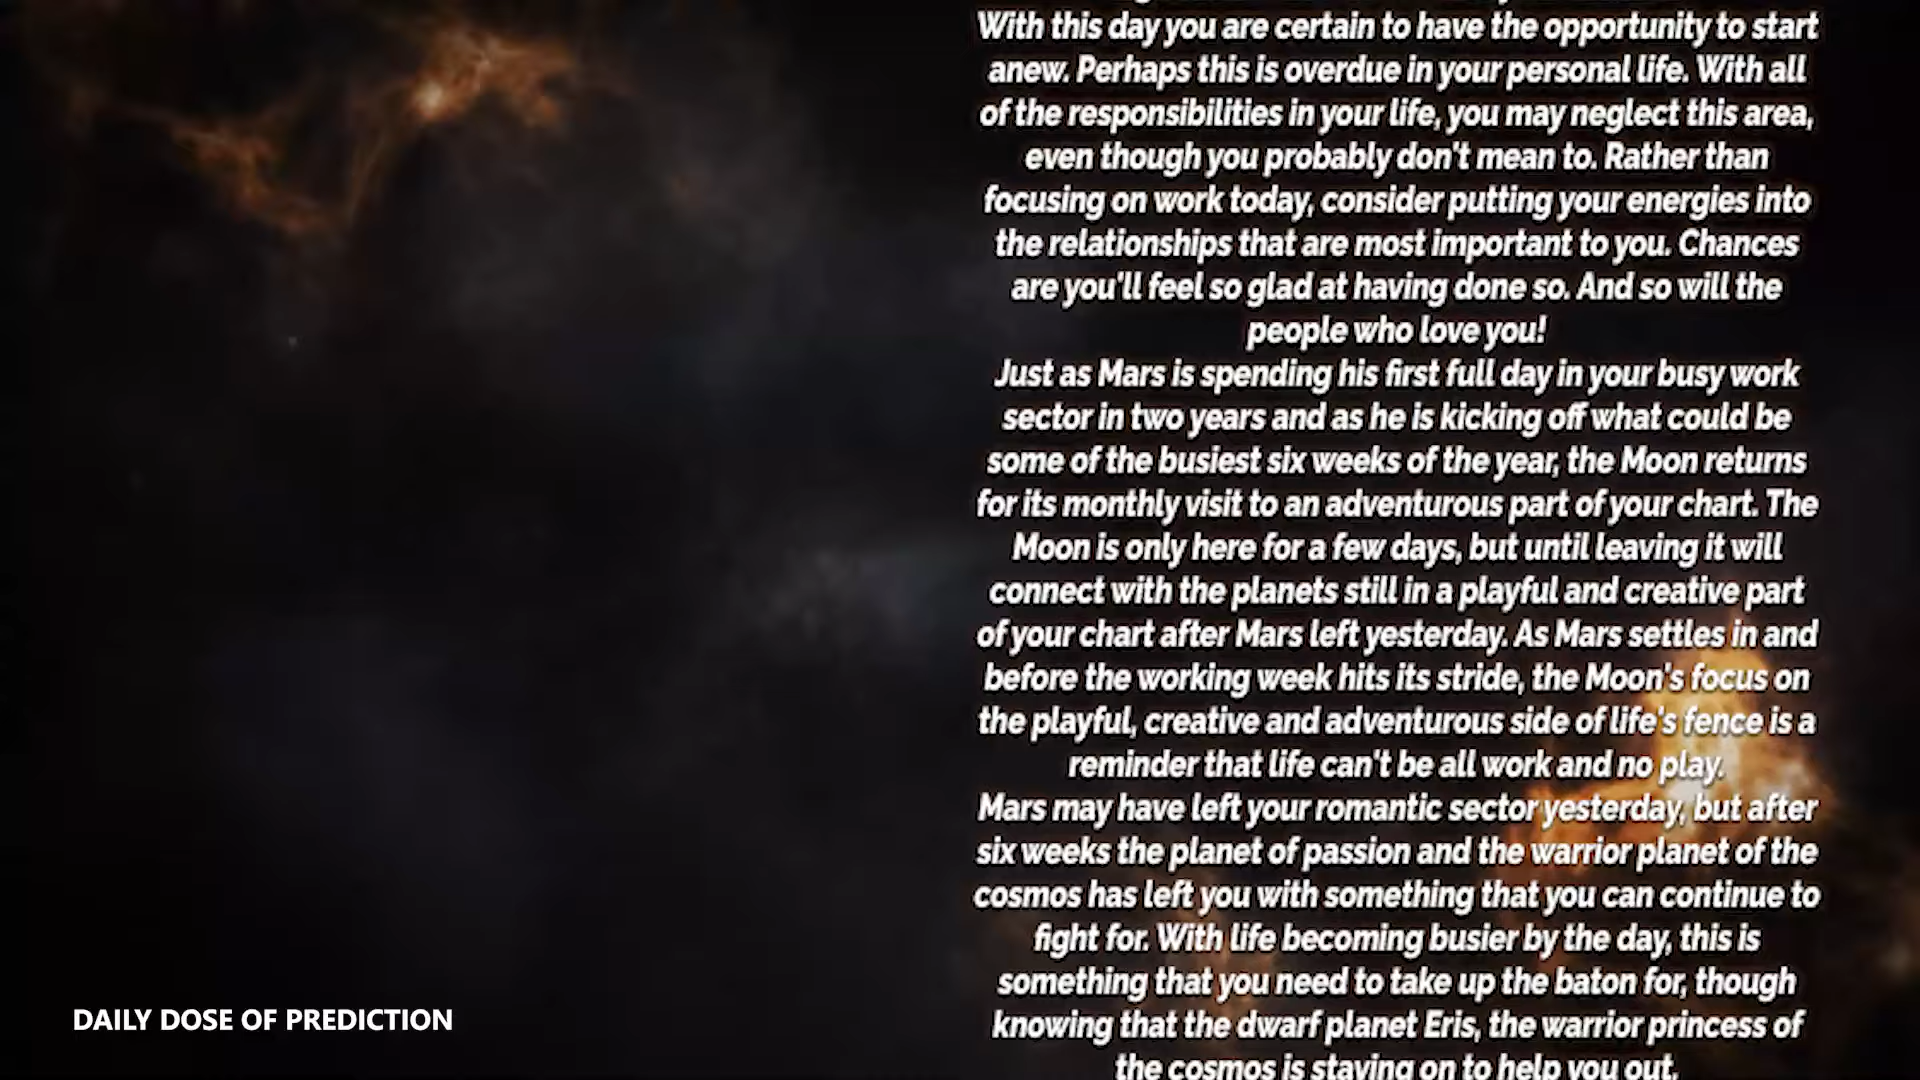 With this day you are certain to have the opportunity to start
anew. Perhaps this is overdue in your personal life. With all
of the responsibilities in your life, you may neglect this area,
even though you probably don't mean to. Rather than
focusing on work today, consider putting your energies into
the relationships that are most important to you. Chances
are you'll feel so glad at having done so. And so will the
people who love you!
Just as Mars is spending his first full day in your busy work
sector in two years and as he is kicking off what could be
some of the busiest six weeks of the year, the Moon returns
for its monthly visit to an adventurous part of your chart. The
Moon is only here for a few days, but until leaving it will
connect with the planets still in a playful and creative part
of your chart after Mars left yesterday. As Mars settles in and
before the working week hits its stride, the Moon's focus on
the playful, creative and adventurous side of life's fence is a
reminder that life can't be all work and no play.
Mars may have left your romantic sector yesterday, but after
six weeks the planet of passion and the warrior planet of the
cosmos has left you with something that you can continue to
fight for. With life becoming busier by the day, this is
something that you need to take up the baton for, though
knowing that the dwarf planet Eris, the warrior princess of
the cosmos is staying on to help you out.
DAILY DOSE OF PREDICTION